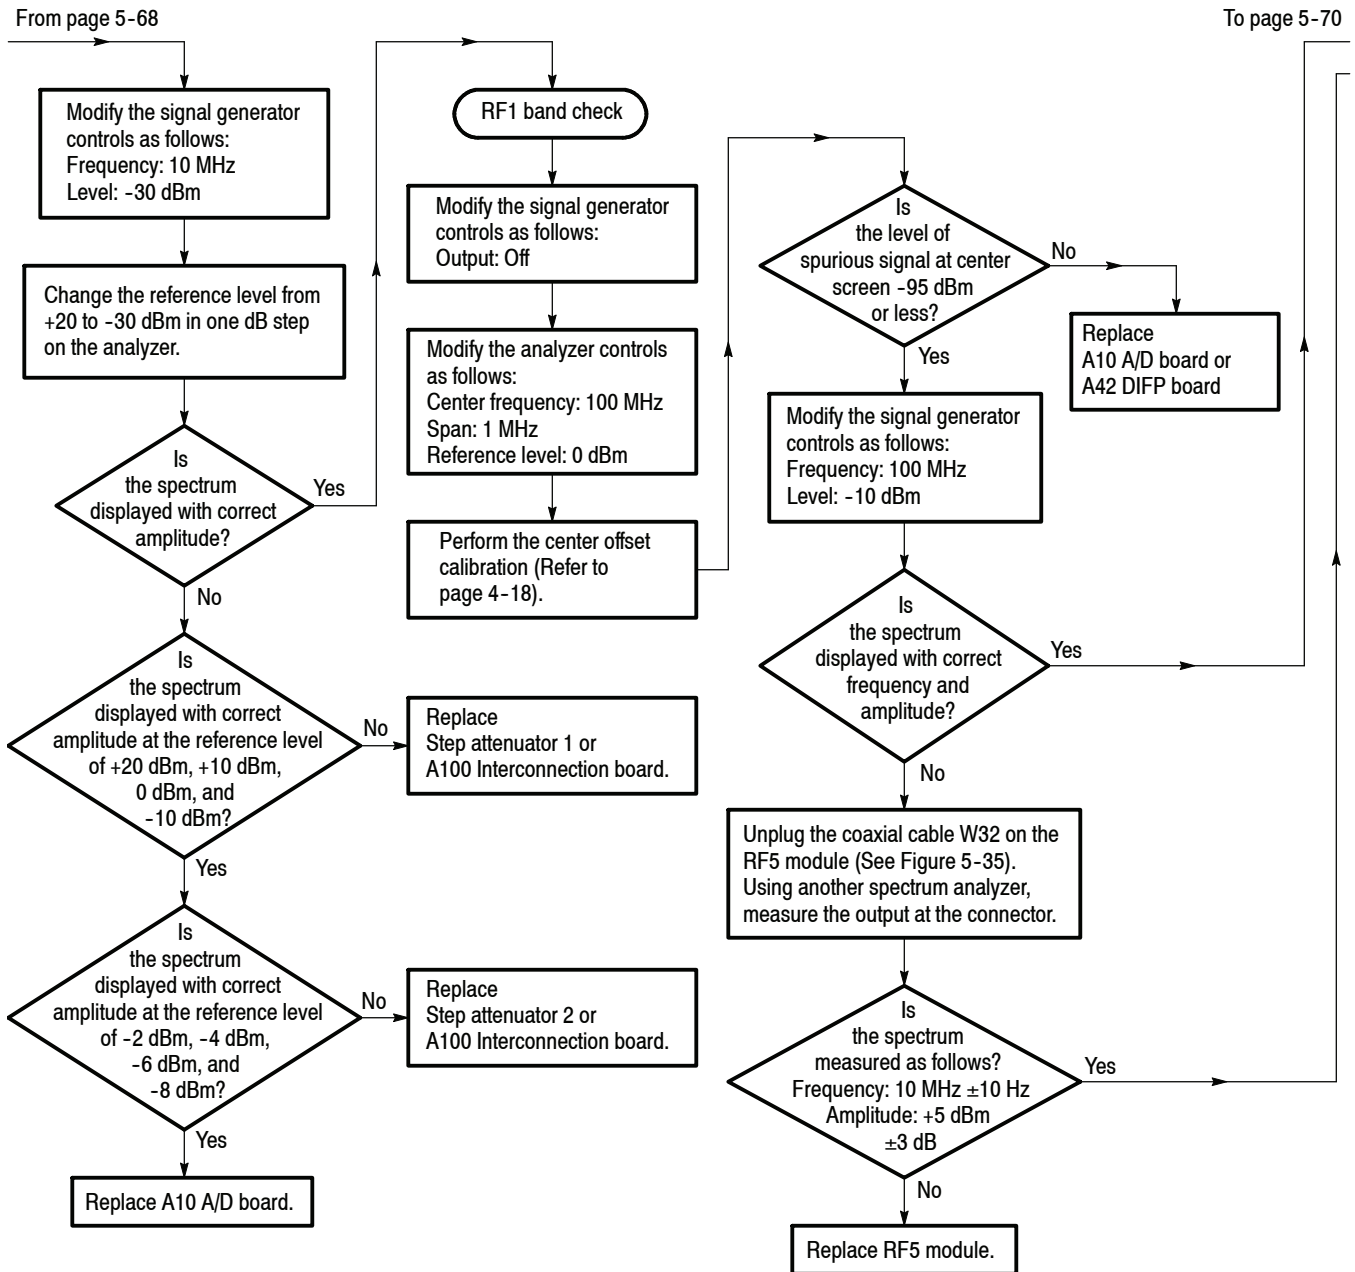 From page 5-68
To page 5-70
Modify the signal generator
controls as follows:
Frequency: 10 MHz
Level: -30 dBm
Change the reference level from
+20 to -30 dBm in one dB step
on the analyzer.
Is
the spectrum
displayed with correct
amplitude?
Yes
No
Is
the spectrum
displayed with correct
amplitude at the reference level
of +20 dBm, +10 dBm,
0 dBm, and
-10 dBm?
No
Replace
Step attenuator 1 or
A100 Interconnection board.
Yes
Is
the spectrum
displayed with correct
amplitude at the reference level
of -2 dBm, -4 dBm,
-6 dBm, and
-8 dBm?
No
Replace
Step attenuator 2 or
A100 Interconnection board.
Yes
Replace A10 A/D board.
RF1 band check
Modify the signal generator
controls as follows:
Output: Off
Modify the analyzer controls
as follows:
Center frequency: 100 MHz
Span: 1 MHz
Reference level: 0 dBm
Perform the center offset
calibration (Refer to
page 4-18).
Is
the level of
spurious signal at center
screen -95 dBm
or less?
No
Replace
A10 A/D board or
A42 DIFP board
Yes
Modify the signal generator
controls as follows:
Frequency: 100 MHz
Level: -10 dBm
Is
the spectrum
displayed with correct
frequency and
amplitude?
Yes
No
Unplug the coaxial cable W32 on the
RF5 module (See Figure 5-35).
Using another spectrum analyzer,
measure the output at the connector.
Is
the spectrum
measured as follows?
Frequency: 10 MHz ±10 Hz
Amplitude: +5 dBm
±3 dB
Yes
No
Replace RF5 module.